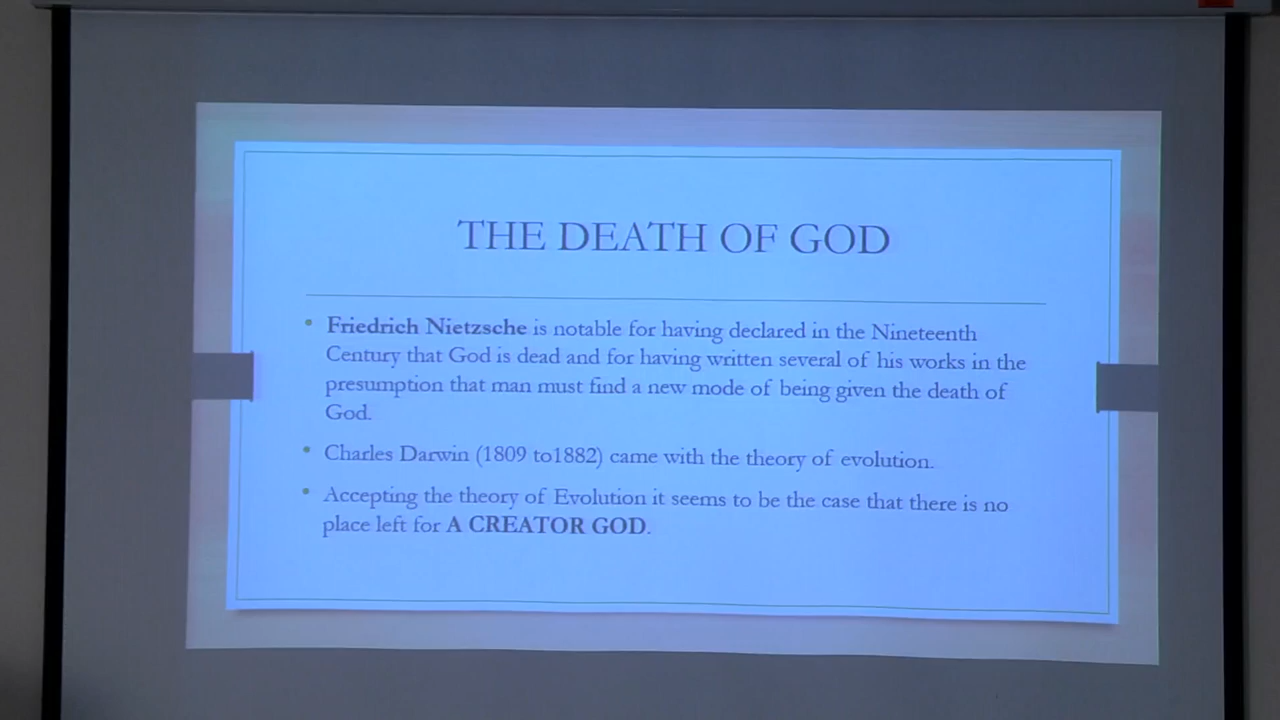 THE DEATH OF GOD
• Friedrich Nietzsche is notable for having declared in the Nineteenth
Century that God is dead and for having written several of his works in the
presumption that man must find a new mode of being given the death of
God.
• Charles Darwin (1809 to1882) came with the theory of evolution.
• Accepting the theory of Evolution it seems to be the case that there is no
place left for A CREATOR GOD.